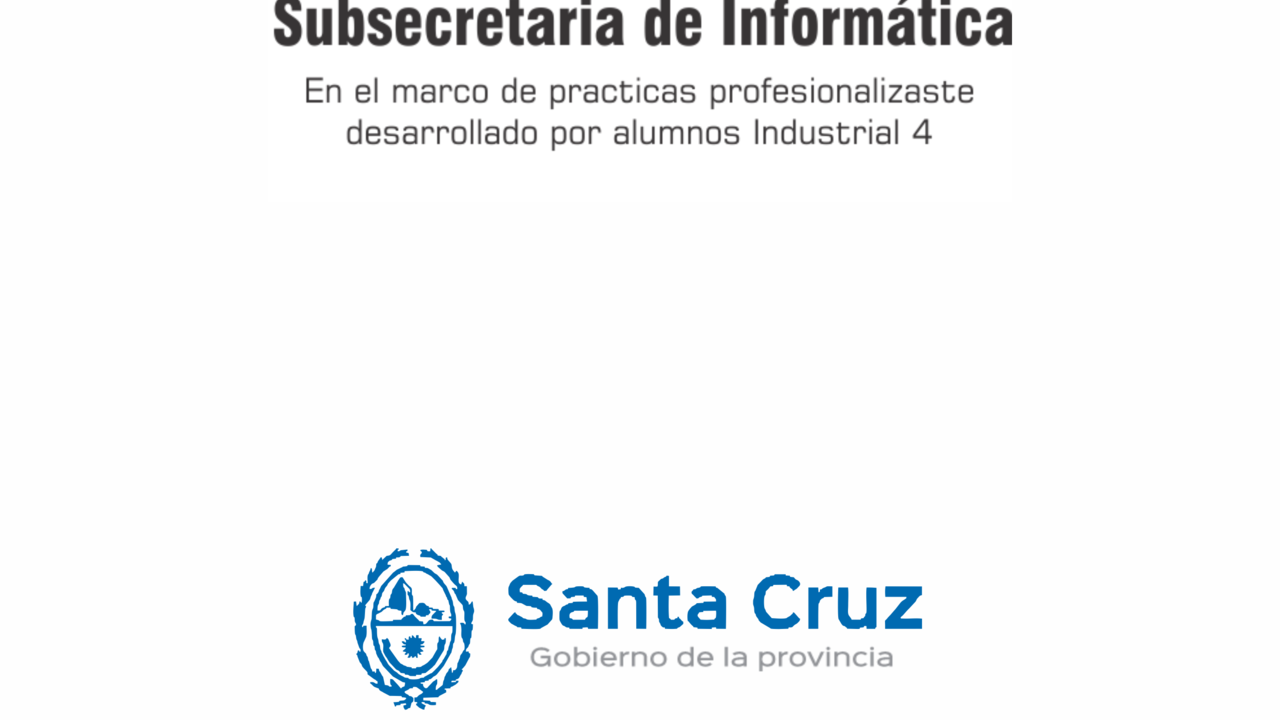 Subsecretaria de Informática
En el marco de practicas profesionalizaste
desarrollado por alumnos Industrial 4
Santa Cruz
Gobierno de la provincia